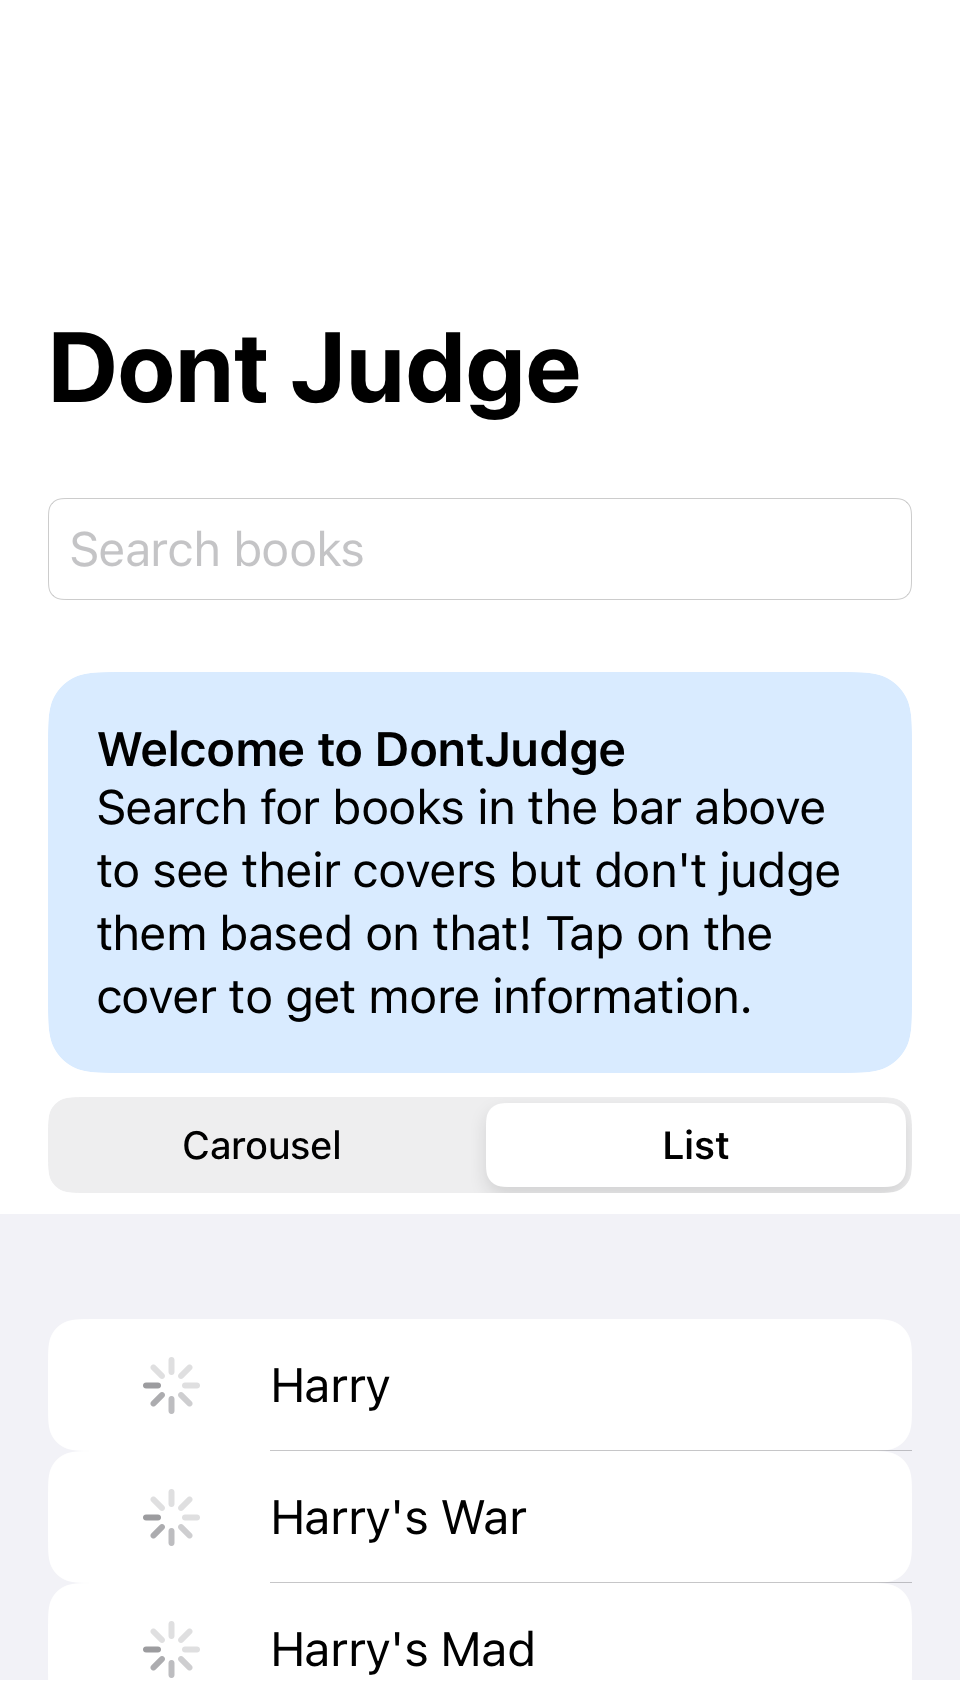 Dont Judge
Search books
Welcome to DontJudge
Search for books in the bar above
to see their covers but don't judge
them based on that! Tap on the
cover to get more information.
Carousel
List
Harry
Harry's War
Harry's Mad